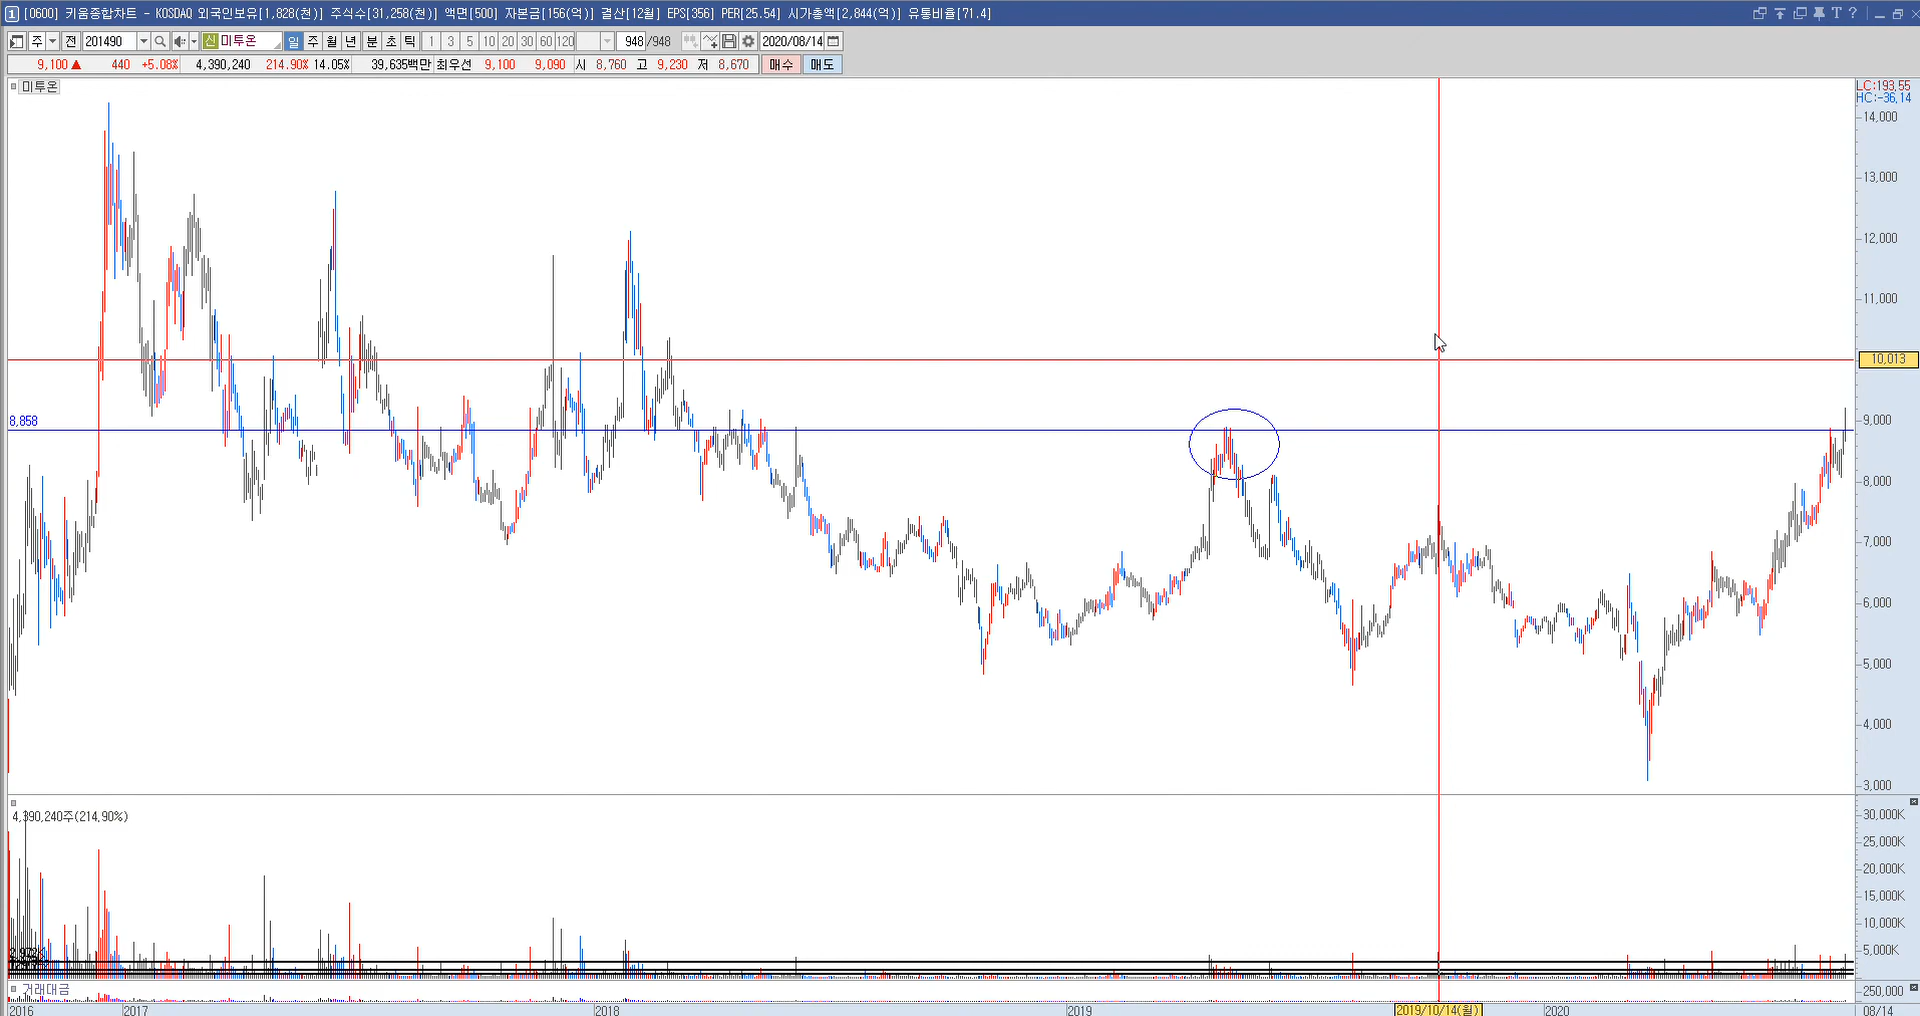 1 [0600] 키움종합차트 - KOSDAQ 외국인보유[1,828(천)] 주식수[31,258(천)] 액면[500] 자본금[156(억)] 결산[12월] EPS[356] PER[25.54] 시가총액[2,844(억)] 유통비율[71.4] T ?
주 전 201490 신 미투온 일 주 월 년 분 초 틱 1 3 5 10 20 30 60 120 948 /948 2020/08/14
9,100 ▲ 440 +5.08% 4,390,240 214.90% 14.05% 39,635백만 최우선 9,100 9,090 시 8,760 고 9,230 저 8,670 매수 매도
미투온
LC:193,55
HC:-36,14
14,000
13,000
12,000
11,000
10,013
8,858
9,000
8,000
7,000
6,000
5,000
4,000
3,000
4,390,240주(214,90%)
30,000K
25,000K
20,000K
15,000K
10,000K
5,000K
거래대금
250,000
2016 2017 2018 2019 2019/10/14(월) 2020 08/14